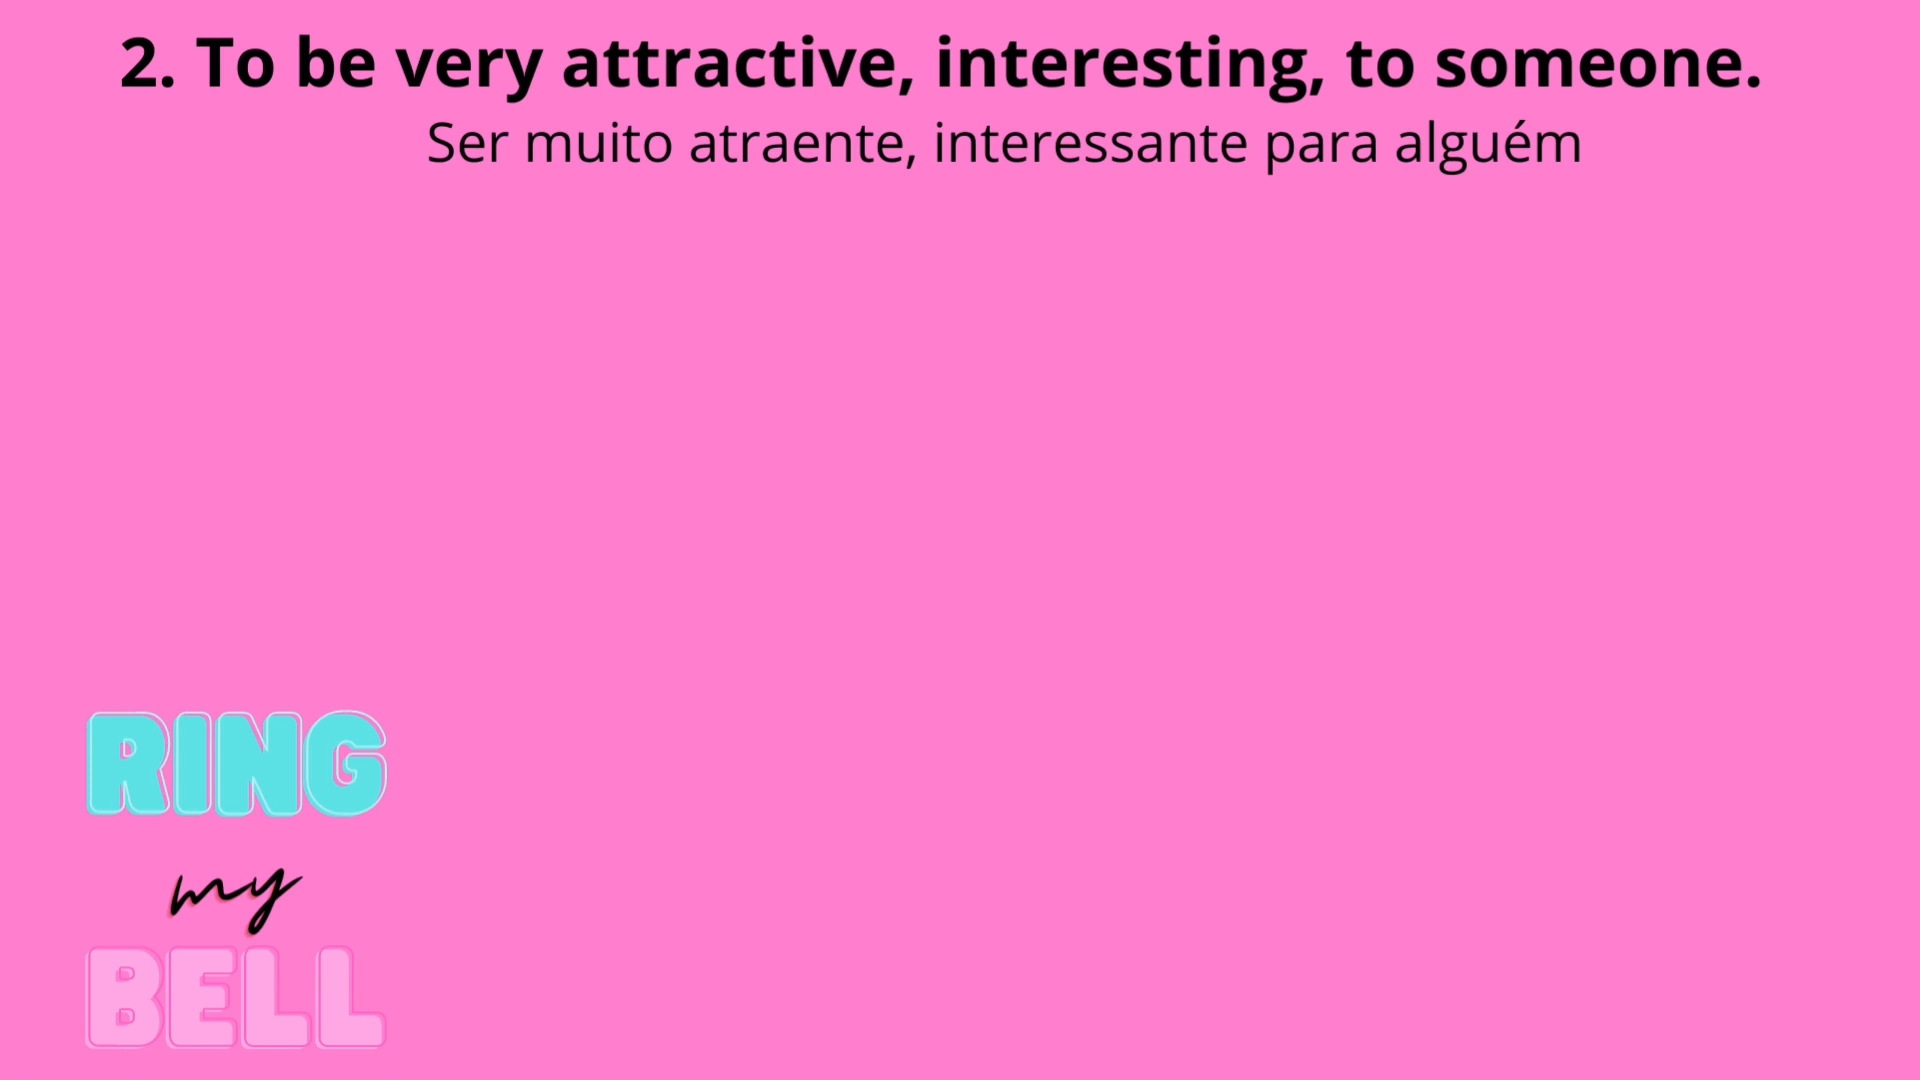 2. To be very attractive, interesting, to someone.
Ser muito atraente, interessante para alguém
RING
my
BELL